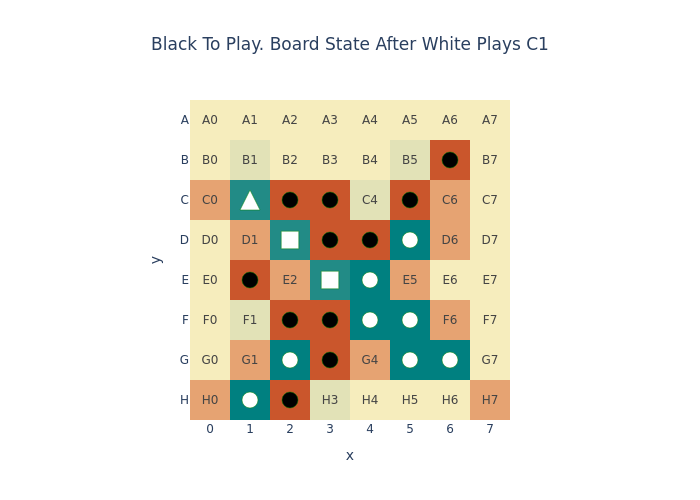 Black To Play. Board State After White Plays C1
A A0 A1 A2 A3 A4 A5 A6 A7
B B0 B1 B2 B3 B4 B5 B7
C C0 C4 C6 C7
D D0 D1 D6 D7
E E0 E2 E5 E6 E7
F F0 F1 F6 F7
G G0 G1 G4 G7
H H0 H3 H4 H5 H6 H7
0 1 2 3 4 5 6 7
x
y